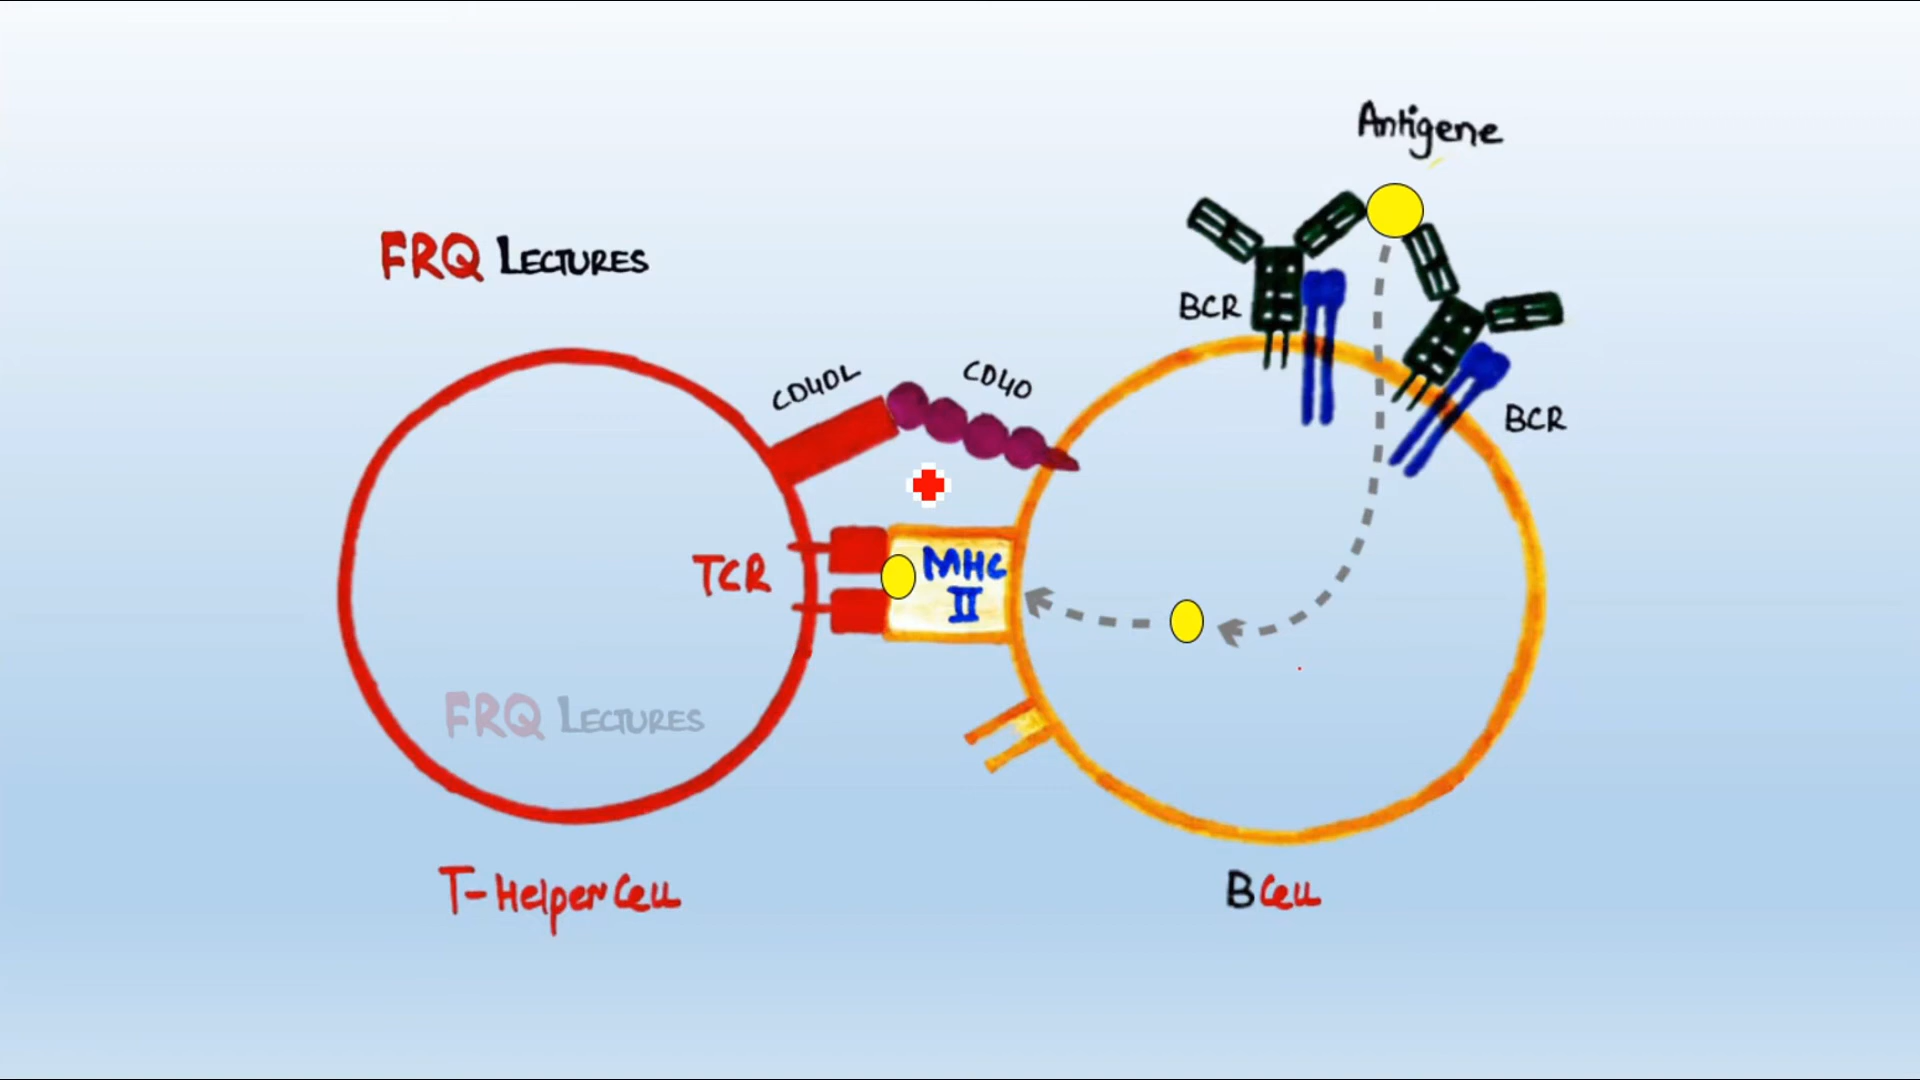 Antigene
FRQ LECTURES
BCR
CD40L
CD40
BCR
TCR
MHC
II
FRQ LECTURES
T-Helper Cell
B Cell